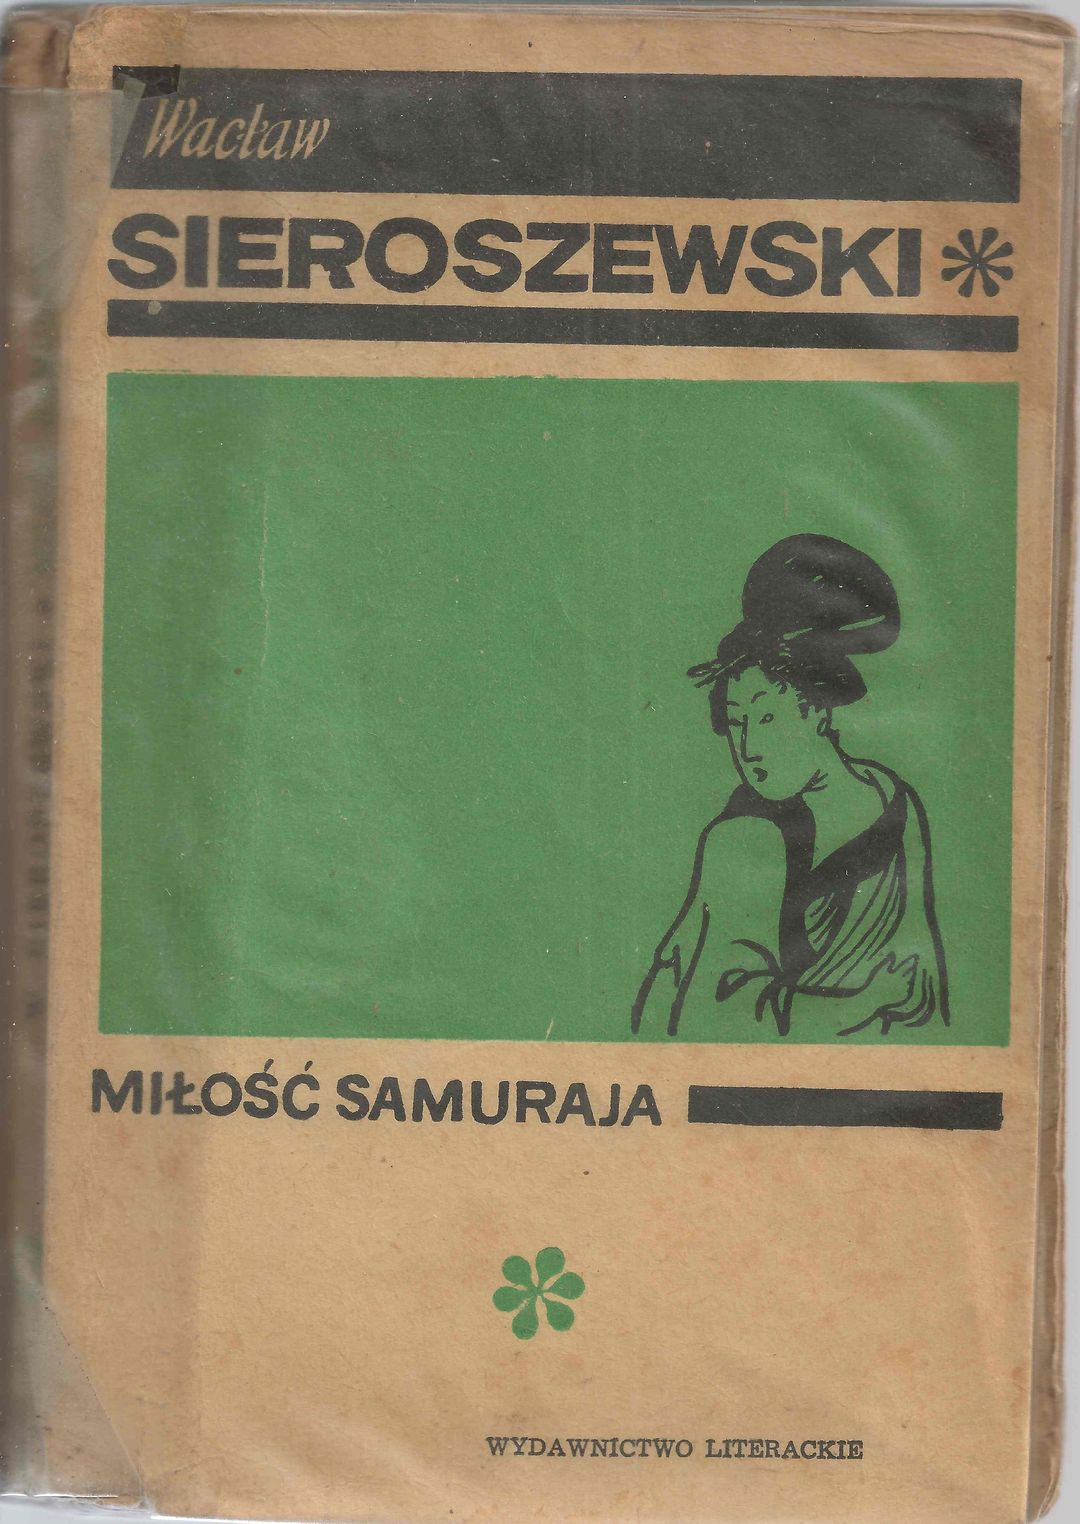 Wacław
SIEROSZEWSKI
MIŁOŚĆ SAMURAJA
WYDAWNICTWO LITERACKIE